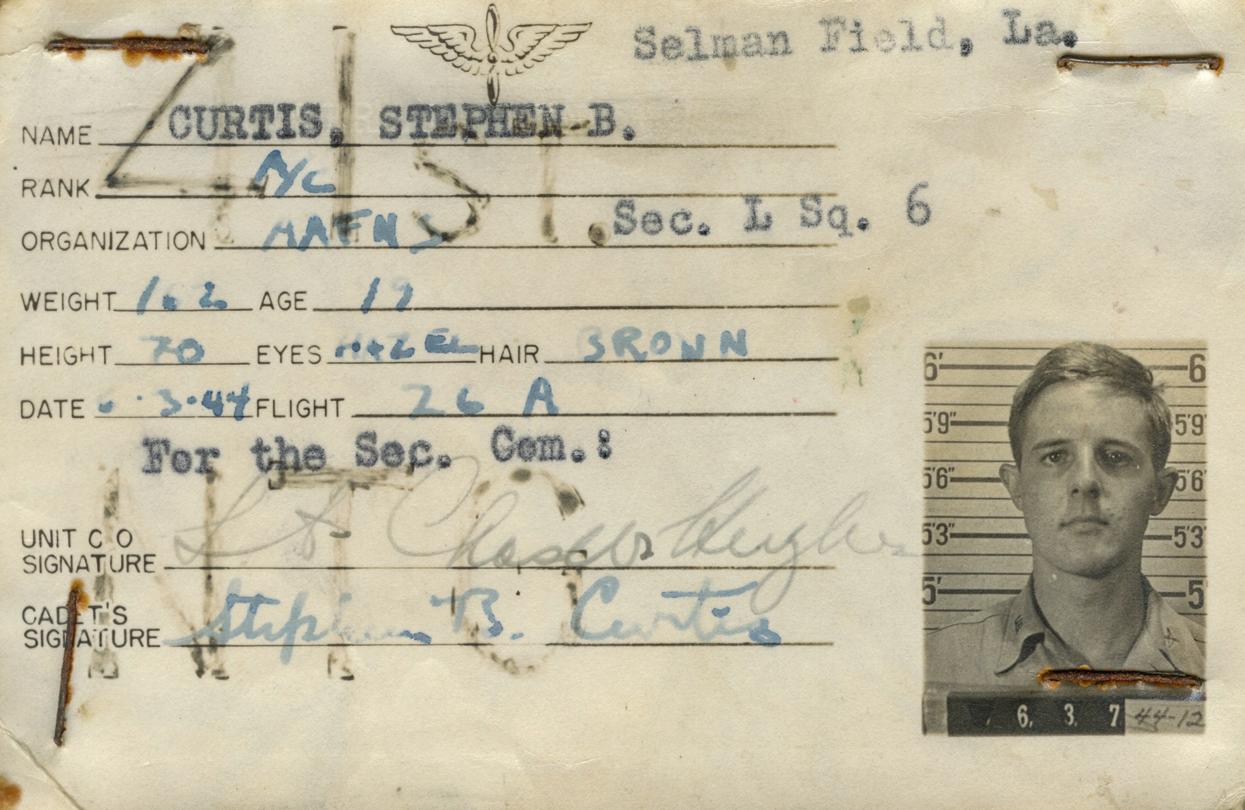 Selman Field, La.
NAME CURTIS, STEPHEN B.
RANK A/C
ORGANIZATION AAFNS
.Sec. L Sq. 6
WEIGHT AGE 19
HEIGHT 70 EYES HAZEL HAIR BROWN
DATE 3·44 FLIGHT 26 A
For the Sec. Com.:
UNIT C O
SIGNATURE Hughes
CADET'S
SIGNATURE Stephen B. Curtis
6' 6
5'9" 5'9
5'6" 5'6"
5'3" 5'3
5' 5
6. 3. 7 44-12